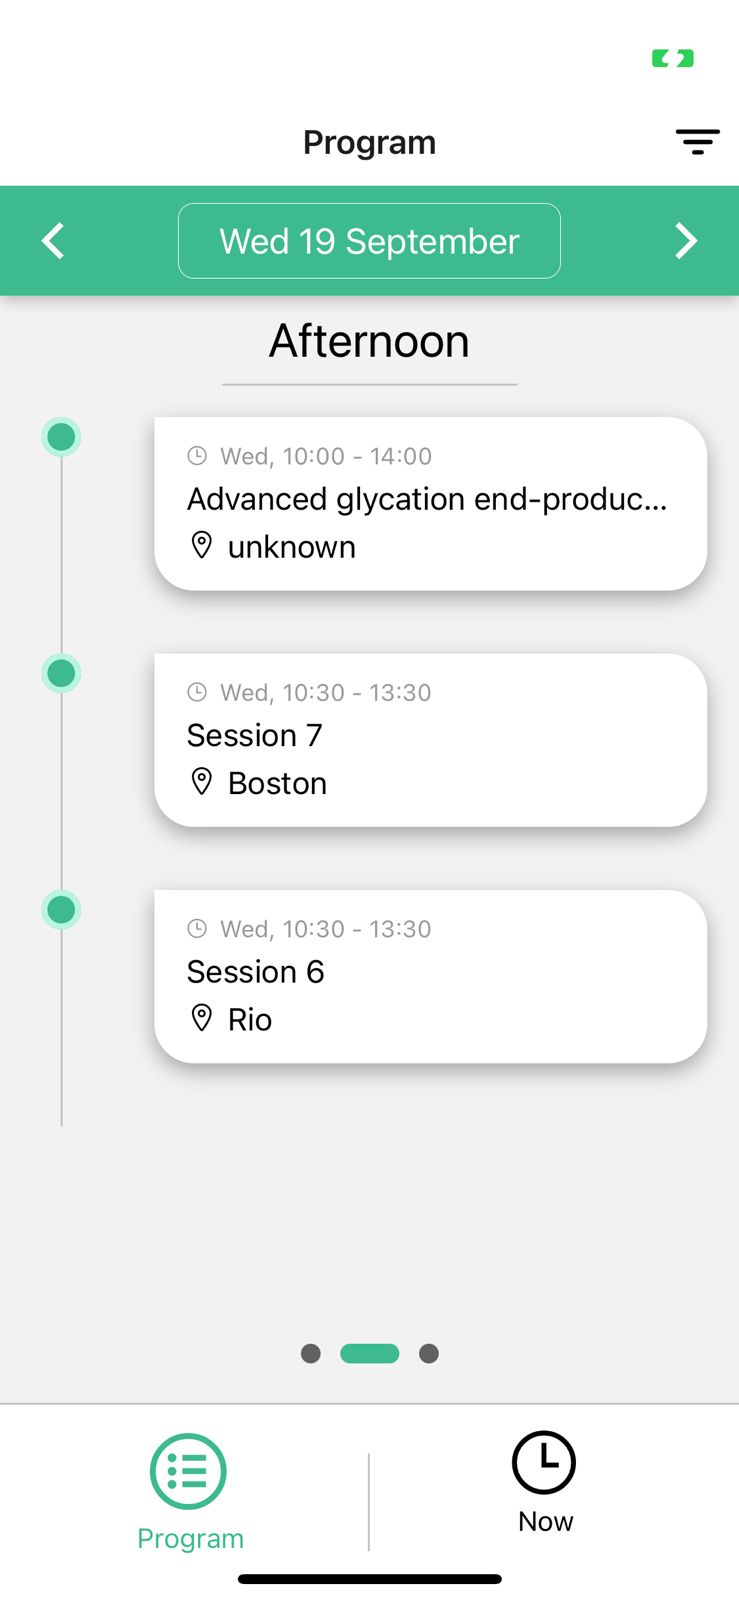 Program
Wed 19 September
Afternoon
Wed, 10:00 - 14:00
Advanced glycation end-produc...
unknown
Wed, 10:30 - 13:30
Session 7
Boston
Wed, 10:30 - 13:30
Session 6
Rio
Program
Now